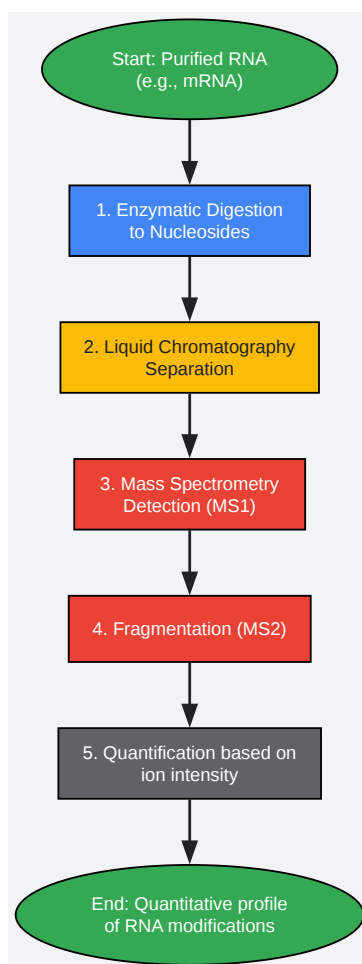 Start: Purified RNA
(e.g., mRNA)
1. Enzymatic Digestion
to Nucleosides
2. Liquid Chromatography
Separation
3. Mass Spectrometry
Detection (MS1)
4. Fragmentation (MS2)
5. Quantification based on
ion intensity
End: Quantitative profile
of RNA modifications